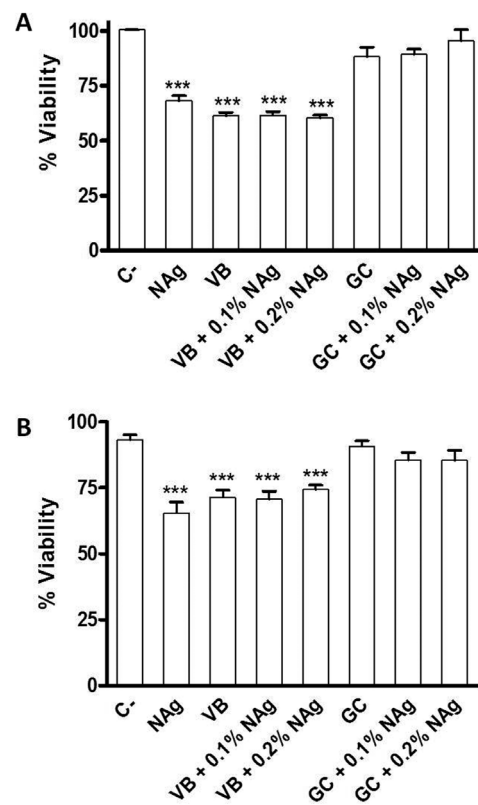 A
% Viability
100
75
50
25
0
***
***
***
***
C-
NAg
VB
VB + 0.1% NAg
VB + 0.2% NAg
GC
GC + 0.1% NAg
GC + 0.2% NAg
B
% Viability
100
75
50
25
0
***
***
***
***
C-
NAg
VB
VB + 0.1% NAg
VB + 0.2% NAg
GC
GC + 0.1% NAg
GC + 0.2% NAg